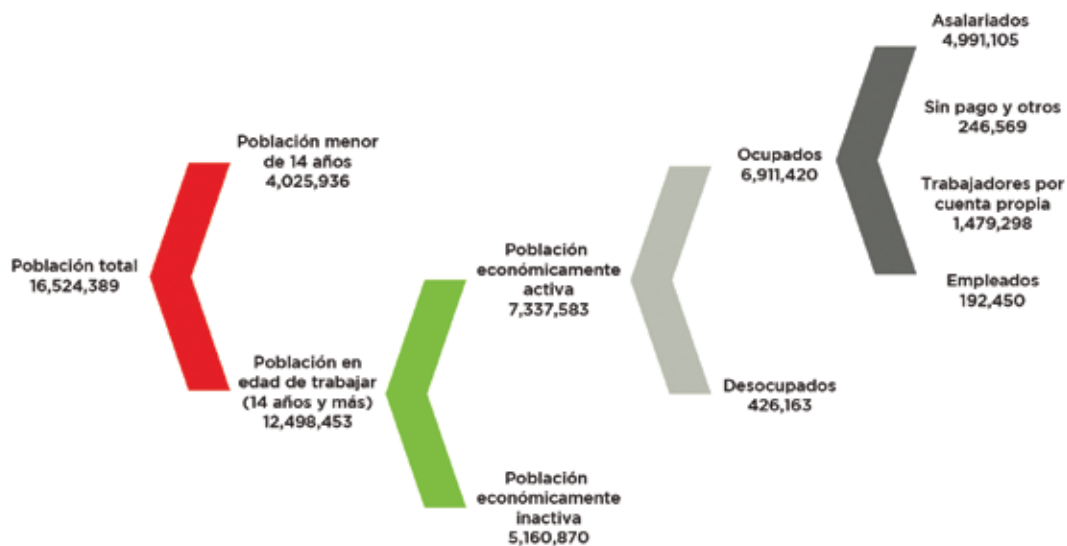 Población total
16,524,389
Población menor
de 14 años
4,025,936
Población en
edad de trabajar
(14 años y más)
12,498,453
Población
económicamente
activa
7,337,583
Población
económicamente
inactiva
5,160,870
Ocupados
6,911,420
Desocupados
426,163
Asalariados
4,991,105
Sin pago y otros
246,569
Trabajadores por
cuenta propia
1,479,298
Empleados
192,450